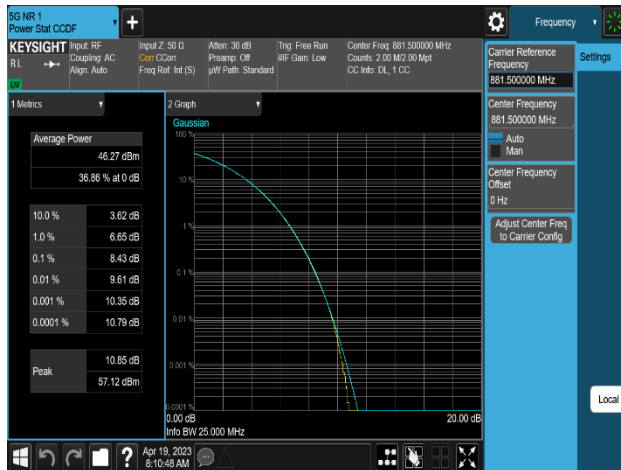 5G NR 1
Power Stat CCDF
Frequency
KEYSIGHT
RL
Input: RF
Coupling: AC
Align: Auto
Input Z: 50 Ω
Corr CCorr
Freq Ref: Int (S)
Atten: 30 dB
Preamp: Off
µW Path: Standard
Trig: Free Run
#IF Gain: Low
Center Freq: 881.500000 MHz
Counts: 2.00 M/2.00 Mpt
CC Info: DL, 1 CC
1 Metrics
Average Power
46.27 dBm
36.86 % at 0 dB
10.0 % 3.62 dB
1.0 % 6.65 dB
0.1 % 8.43 dB
0.01 % 9.61 dB
0.001 % 10.35 dB
0.0001 % 10.79 dB
Peak
10.85 dB
57.12 dBm
2 Graph
Gaussian
100 %
10 %
1 %
0.1 %
0.01 %
0.001 %
0.0001 %
0.00 dB
20.00 dB
Info BW 25.000 MHz
Carrier Reference
Frequency
881.500000 MHz
Center Frequency
881.500000 MHz
Auto
Man
Center Frequency
Offset
0 Hz
Adjust Center Freq
to Carrier Config
Settings
Local
?
Apr 19, 2023
8:10:48 AM